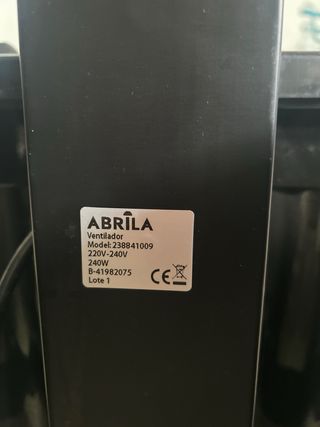 ABRILA
Ventilador
Model:238841009
220V-240V
240W
B-41982075
Lote 1
CE